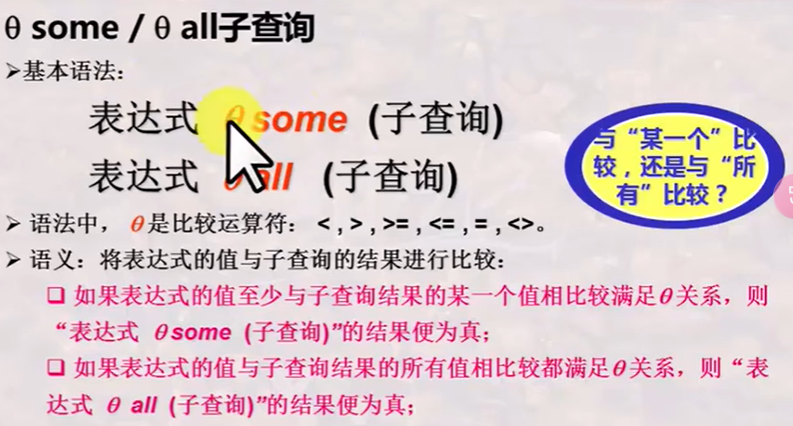 θ some / θ all子查询
➢基本语法：
表达式 θ some (子查询)
表达式 θ all (子查询)
与“某一个”比
较，还是与“所
有”比较？
➢ 语法中， θ是比较运算符： < , > , >= , <= , = , <>。
➢ 语义：将表达式的值与子查询的结果进行比较：
❑ 如果表达式的值至少与子查询结果的某一个值相比较满足θ关系，则
“表达式 θ some (子查询)”的结果便为真；
❑ 如果表达式的值与子查询结果的所有值相比较都满足θ关系，则“表
达式 θ all (子查询)”的结果便为真；